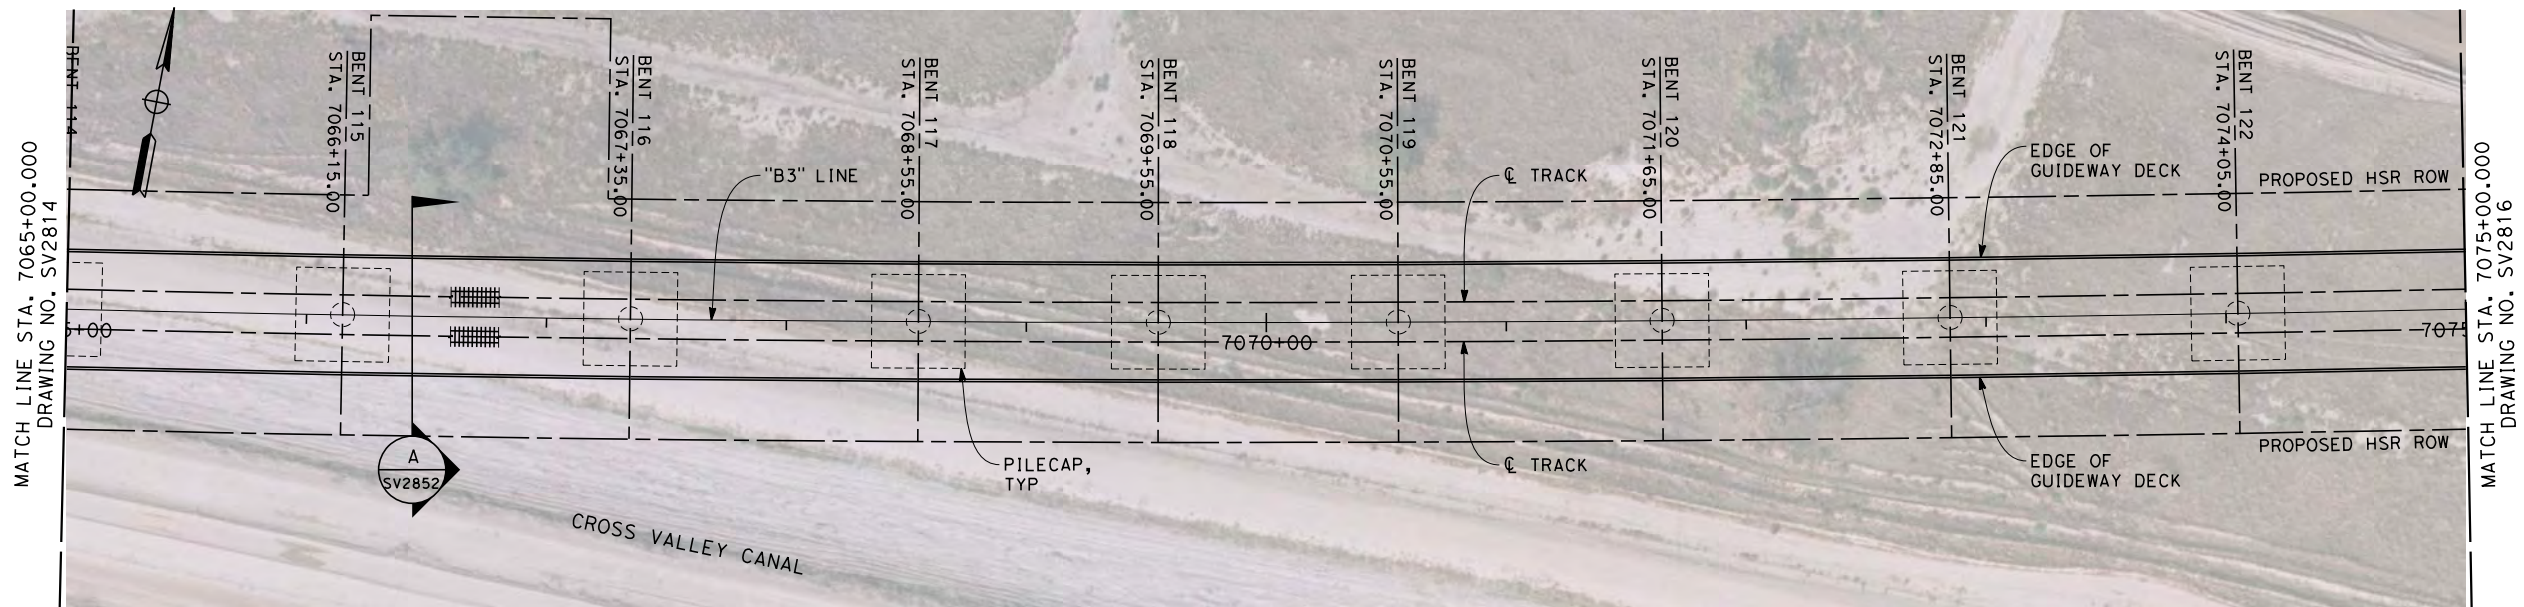 MATCH LINE STA. 7065+00.000
DRAWING NO. SV2814
BENT 114
BENT 115
STA. 7066+15.00
BENT 116
STA. 7067+35.00
BENT 117
STA. 7068+55.00
BENT 118
STA. 7069+55.00
BENT 119
STA. 7070+55.00
BENT 120
STA. 7071+65.00
BENT 121
STA. 7072+85.00
BENT 122
STA. 7074+05.00
"B3" LINE
℄ TRACK
EDGE OF
GUIDEWAY DECK
PROPOSED HSR ROW
5+00
7070+00
7075
A
SV2852
PILECAP,
TYP
℄ TRACK
EDGE OF
GUIDEWAY DECK
PROPOSED HSR ROW
CROSS VALLEY CANAL
MATCH LINE STA. 7075+00.000
DRAWING NO. SV2816